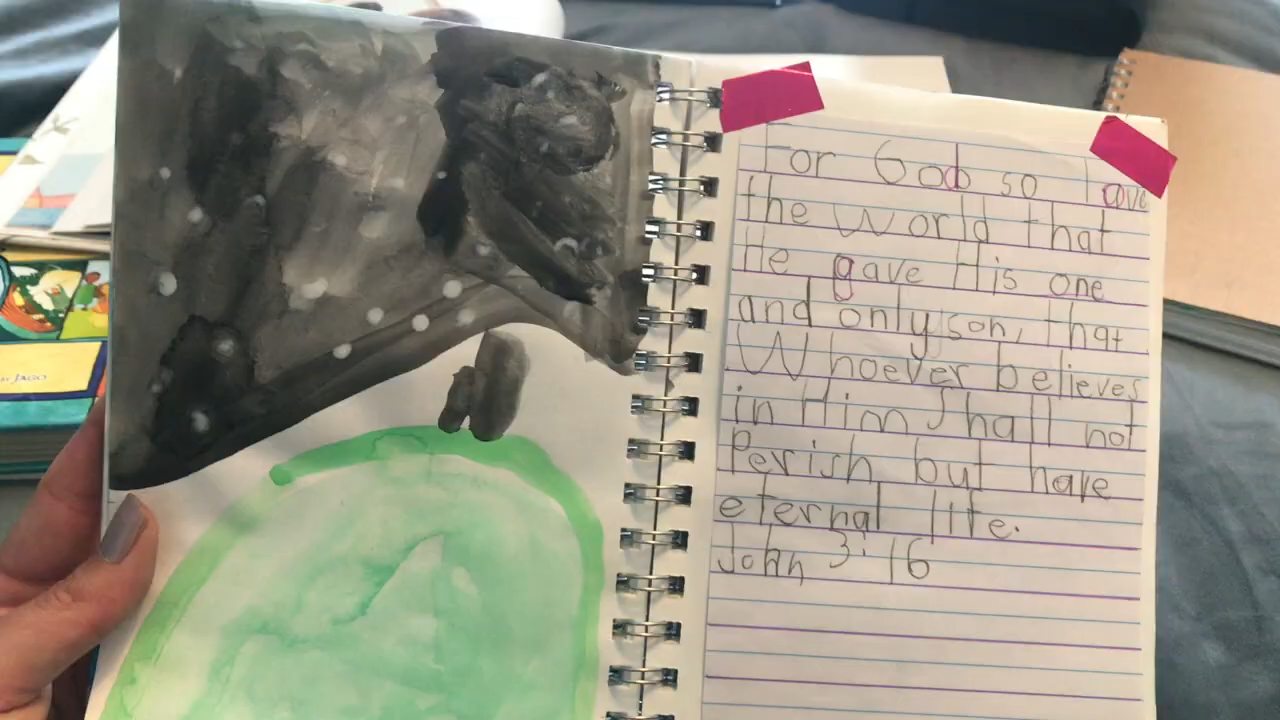 JAGO
For God so love
the World that
He gave His one
and only son, that
Whoever believes
in Him Shall not
Perish but have
eternal life.
John 3:16